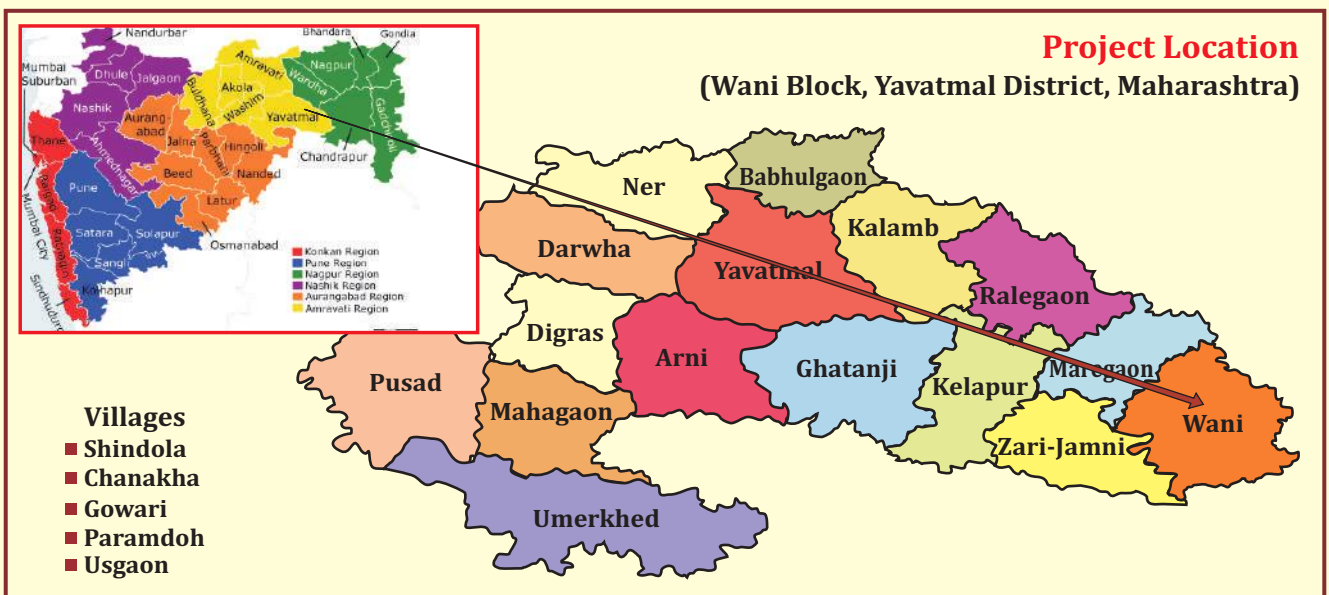 Project Location
(Wani Block, Yavatmal District, Maharashtra)
Nandurbar
Bhandara
Gondia
Mumbai
Suburban
Dhule
Jalgaon
Amravati
Nagpur
Wardha
Buldhana
Akola
Washim
Yavatmal
Gadchiroli
Nashik
Aurang
abad
Jalna
Parbhani
Hingoli
Chandrapur
Thane
Ahmednagar
Beed
Nanded
Raigad
Pune
Latur
Mumbai City
Ratnagiri
Satara
Solapur
Osmanabad
Sangli
Kolhapur
Sindhudurg
Konkan Region
Pune Region
Nagpur Region
Nashik Region
Aurangabad Region
Amravati Region
Ner
Babhulgaon
Kalamb
Darwha
Yavatmal
Ralegaon
Digras
Arni
Ghatanji
Maregaon
Pusad
Kelapur
Mahagaon
Wani
Zari-Jamni
Umerkhed
Villages
Shindola
Chanakha
Gowari
Paramdoh
Usgaon